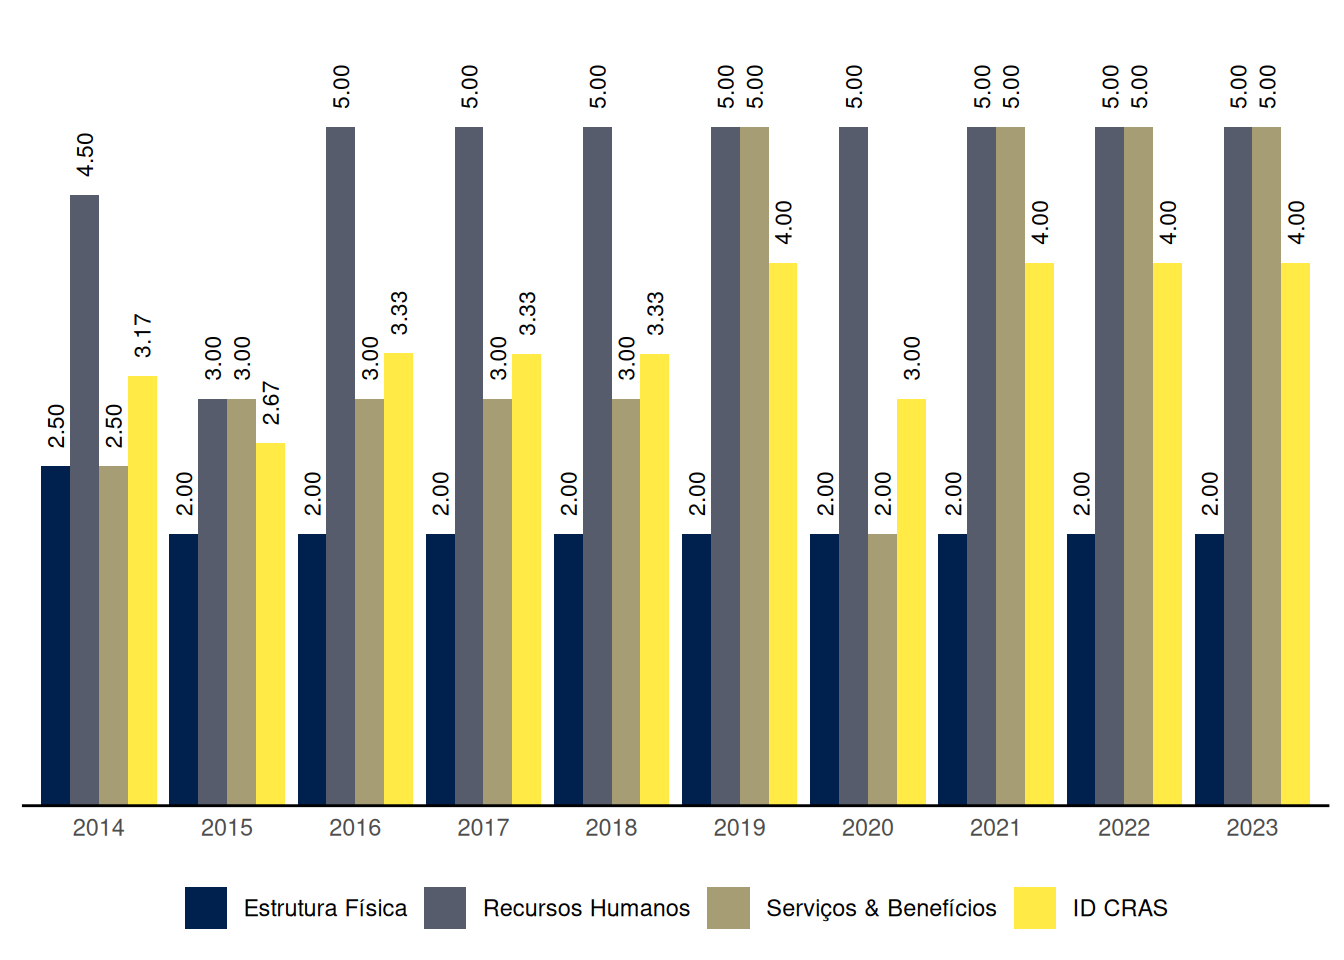 5.00 5.00 5.00 5.00 5.00 5.00 5.00 5.00 5.00 5.00 5.00 5.00
4.50
4.00 4.00 4.00 4.00
3.17 3.33 3.33 3.33
3.00 3.00 3.00 3.00 3.00 3.00
2.50 2.50 2.67
2.00 2.00 2.00 2.00 2.00 2.00 2.00 2.00 2.00 2.00
2014 2015 2016 2017 2018 2019 2020 2021 2022 2023
Estrutura Física Recursos Humanos Serviços & Benefícios ID CRAS